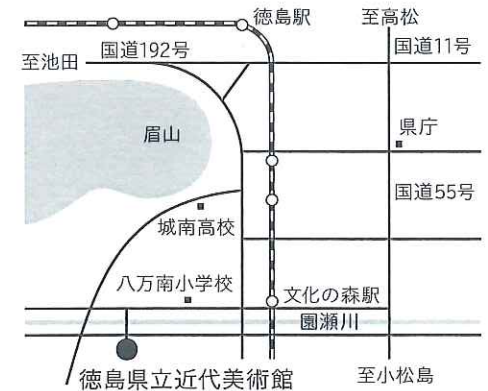 徳島駅
至高松
国道192号
国道11号
至池田
眉山
県庁
国道55号
城南高校
八万南小学校
文化の森駅
園瀬川
徳島県立近代美術館
至小松島